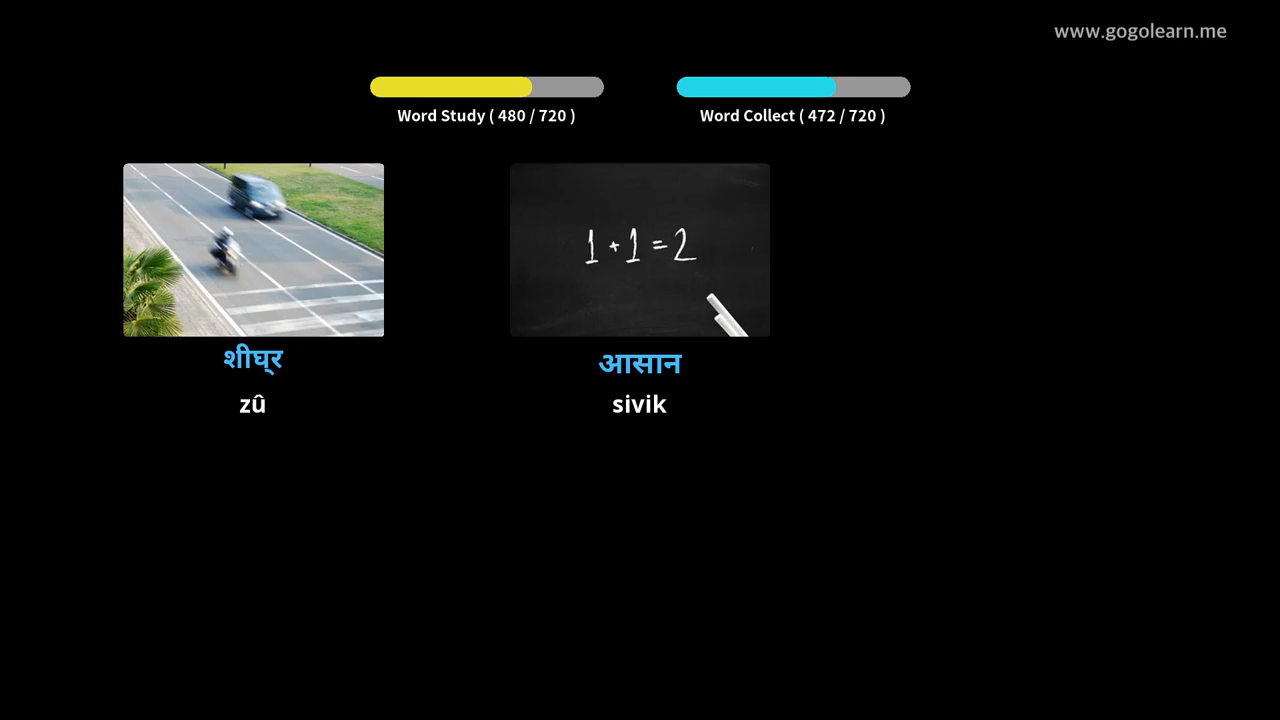 www.gogolearn.me
Word Study ( 480 / 720 )
Word Collect ( 472 / 720 )
1 + 1 = 2
शीघ्र
आसान
zû
sivik